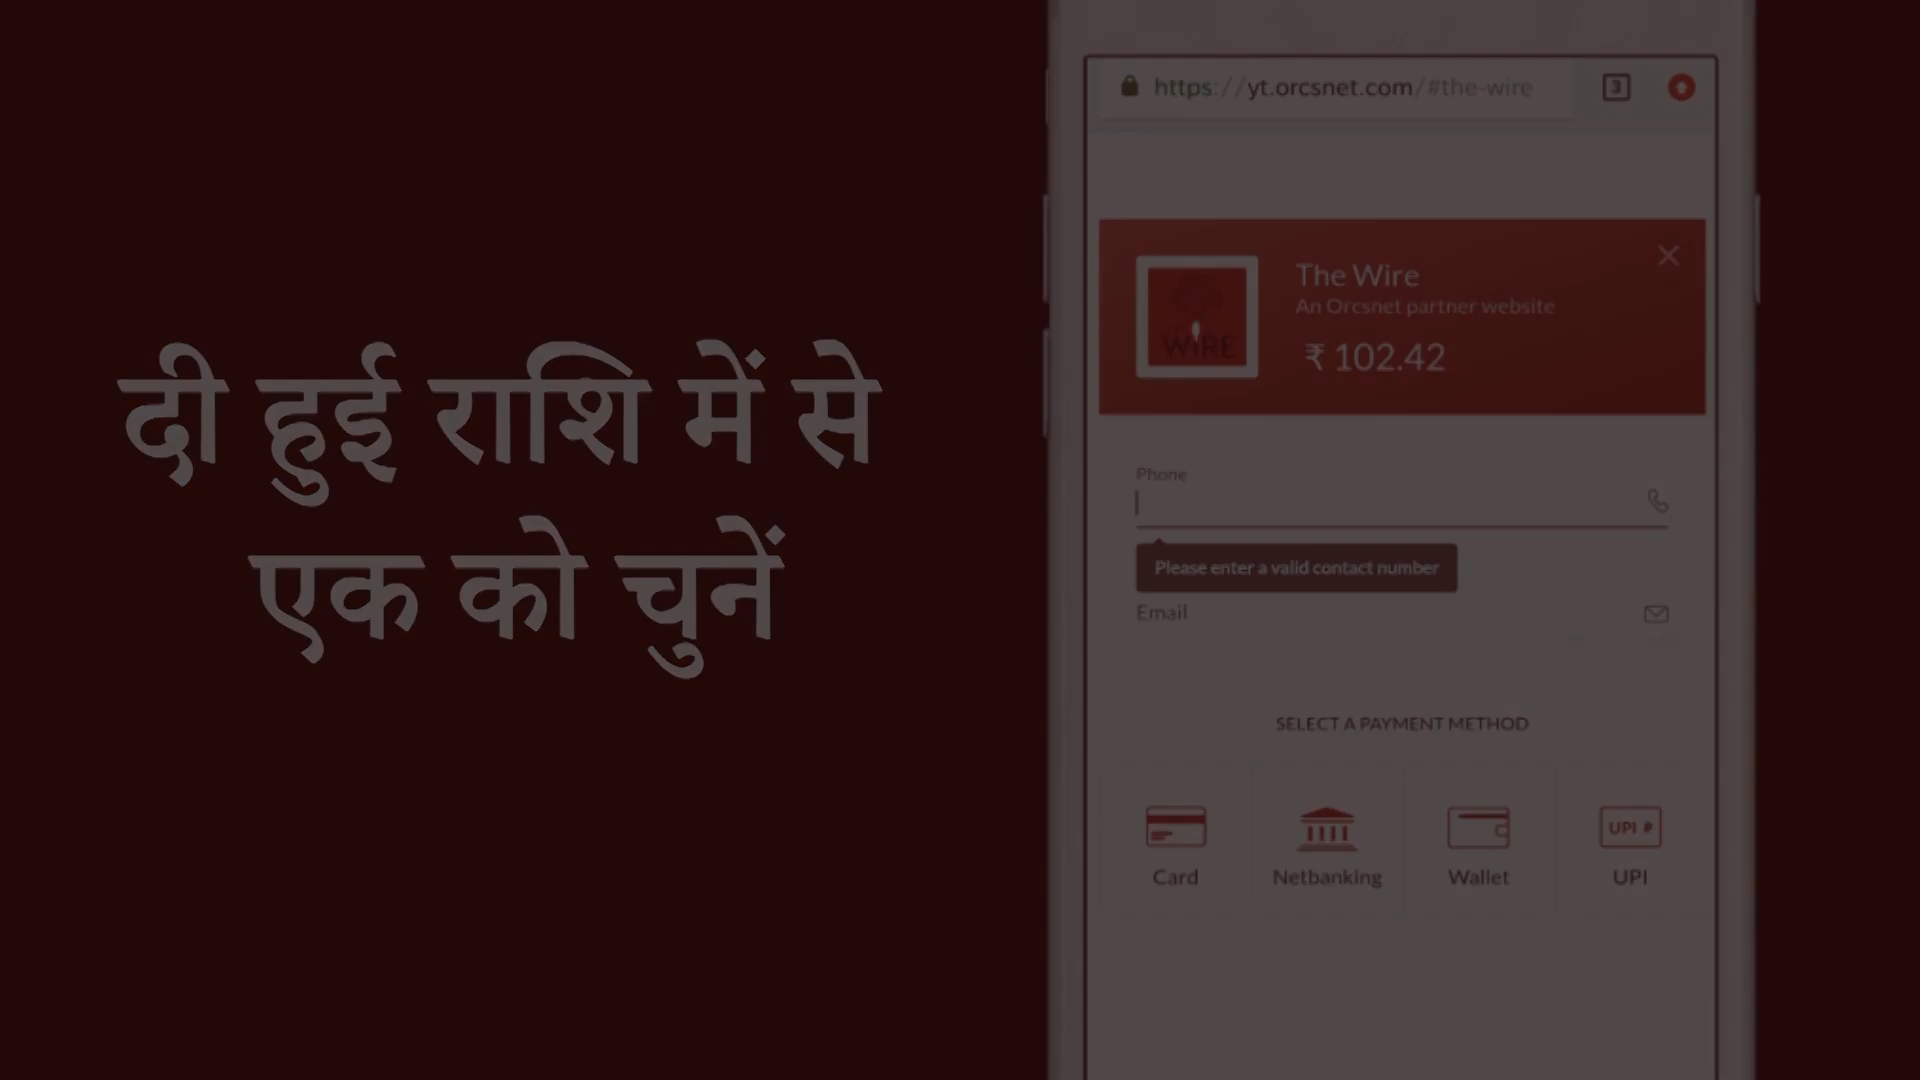 दी हुई राशि में से
एक को चुनें
https://yt.orcsnet.com/#the-wire
3
The Wire
An Orcsnet partner website
₹ 102.42
WIRE
Phone
Please enter a valid contact number
Email
SELECT A PAYMENT METHOD
UPI
Card
Netbanking
Wallet
UPI